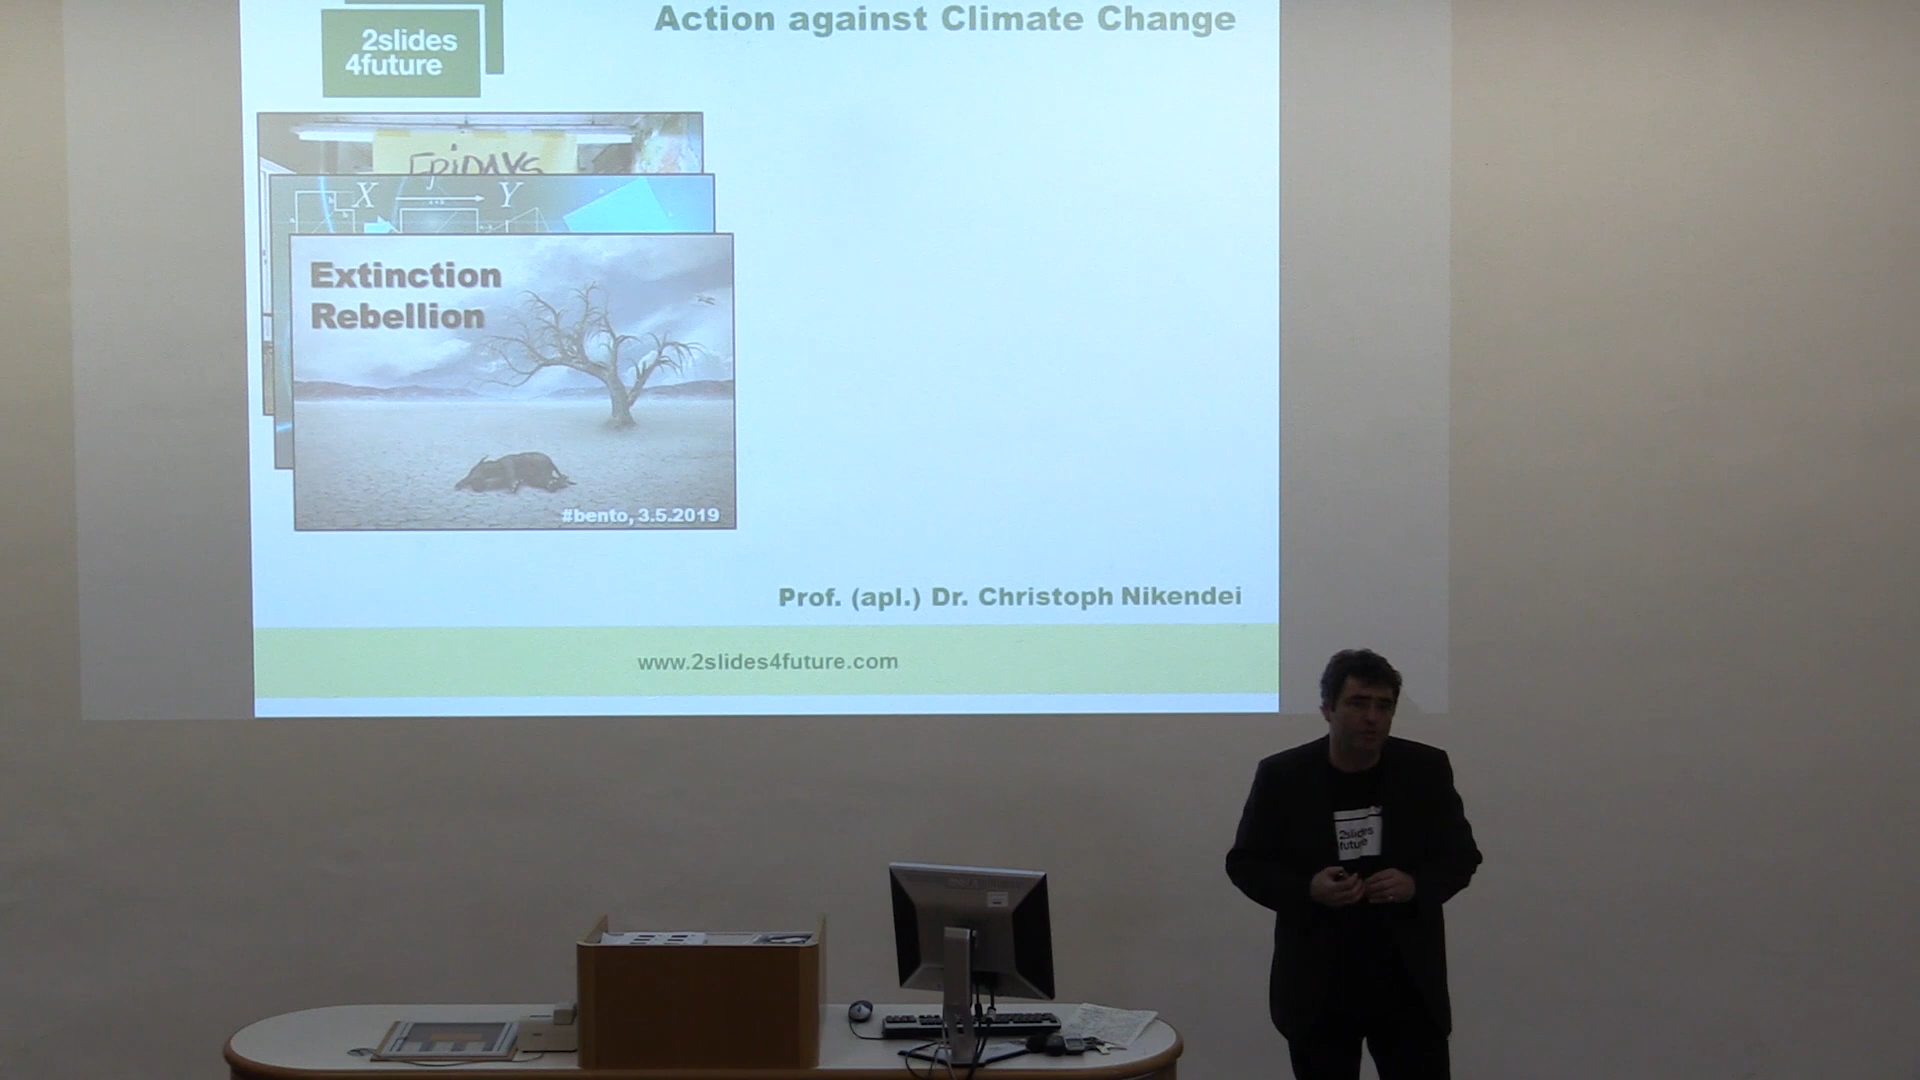 Action against Climate Change
2slides
4future
FRIDAYS
X Y
Extinction
Rebellion
#bento, 3.5.2019
Prof. (apl.) Dr. Christoph Nikendei
www.2slides4future.com
2slides
future